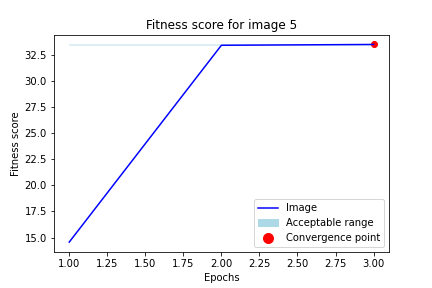 Fitness score for image 5
Fitness score
32.5
30.0
27.5
25.0
22.5
20.0
17.5
15.0
Image
Acceptable range
Convergence point
1.00 1.25 1.50 1.75 2.00 2.25 2.50 2.75 3.00
Epochs